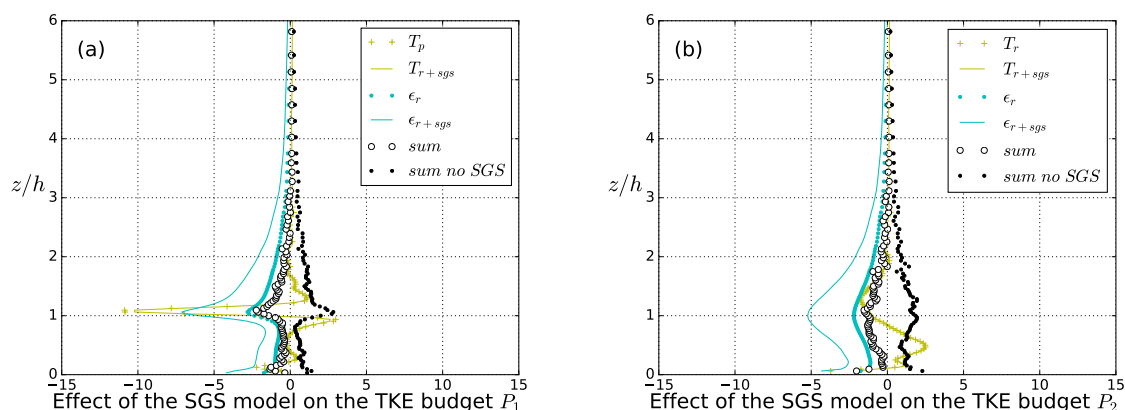 (a)
6
5
4
3
2
1
0
z/h
−15 −10 −5 0 5 10 15
T_p
T_{r+sgs}
ϵ_r
ϵ_{r+sgs}
sum
sum no SGS
Effect of the SGS model on the TKE budget P_1
(b)
6
5
4
3
2
1
0
z/h
−15 −10 −5 0 5 10 15
T_r
T_{r+sgs}
ϵ_r
ϵ_{r+sgs}
sum
sum no SGS
Effect of the SGS model on the TKE budget P_2